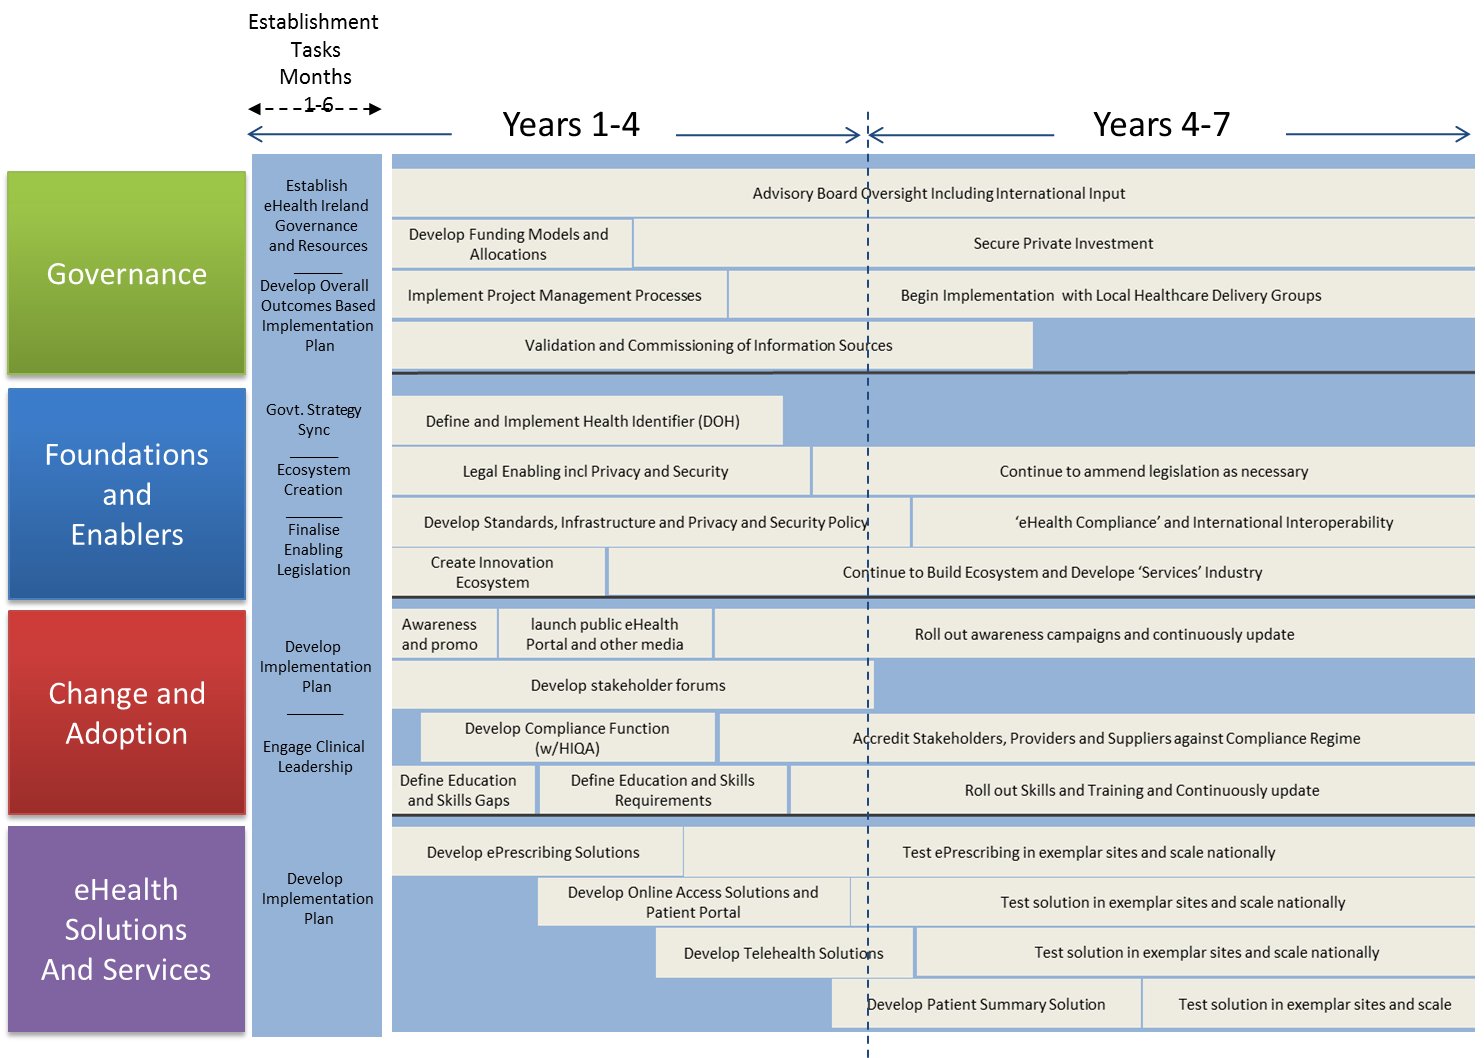 Establishment
Tasks
Months
1-6
Years 1-4
Years 4-7
Governance
Establish
eHealth Ireland
Governance
and Resources
Develop Overall
Outcomes Based
Implementation
Plan
Advisory Board Oversight Including International Input
Develop Funding Models and
Allocations
Secure Private Investment
Implement Project Management Processes
Begin Implementation with Local Healthcare Delivery Groups
Validation and Commissioning of Information Sources
Foundations
and
Enablers
Govt. Strategy
Sync
Ecosystem
Creation
Finalise
Enabling
Legislation
Define and Implement Health Identifier (DOH)
Legal Enabling incl Privacy and Security
Continue to ammend legislation as necessary
Develop Standards, Infrastructure and Privacy and Security Policy
‘eHealth Compliance’ and International Interoperability
Create Innovation
Ecosystem
Continue to Build Ecosystem and Develope ‘Services’ Industry
Change and
Adoption
Develop
Implementation
Plan
Engage Clinical
Leadership
Awareness
and promo
launch public eHealth
Portal and other media
Roll out awareness campaigns and continuously update
Develop stakeholder forums
Develop Compliance Function
(w/HIQA)
Accredit Stakeholders, Providers and Suppliers against Compliance Regime
Define Education
and Skills Gaps
Define Education and Skills
Requirements
Roll out Skills and Training and Continuously update
eHealth
Solutions
And Services
Develop
Implementation
Plan
Develop ePrescribing Solutions
Test ePrescribing in exemplar sites and scale nationally
Develop Online Access Solutions and
Patient Portal
Test solution in exemplar sites and scale nationally
Develop Telehealth Solutions
Test solution in exemplar sites and scale nationally
Develop Patient Summary Solution
Test solution in exemplar sites and scale